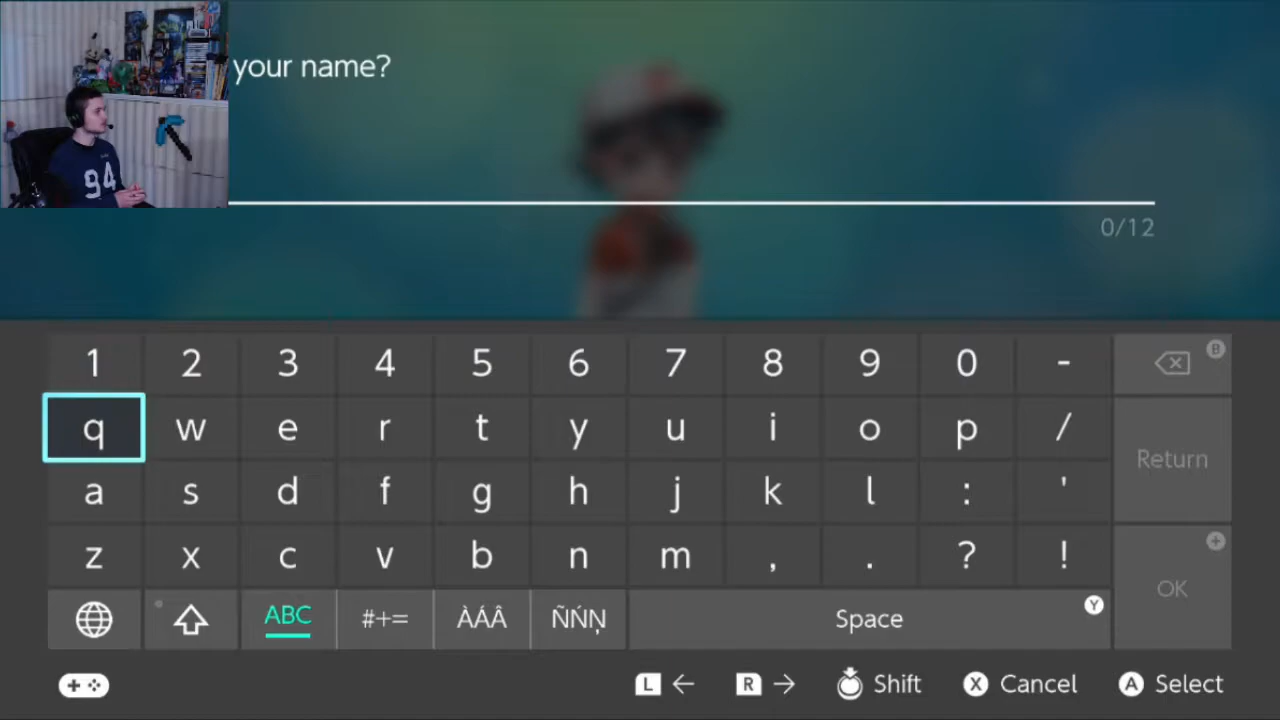 your name?
94
0/12
1 2 3 4 5 6 7 8 9 0 -
B
q w e r t y u i o p /
Return
a s d f g h j k l : '
z x c v b n m , . ? !
+
OK
ABC #+= ÀÁÂ ÑŃŅ Space Y
L ← R → Shift X Cancel A Select